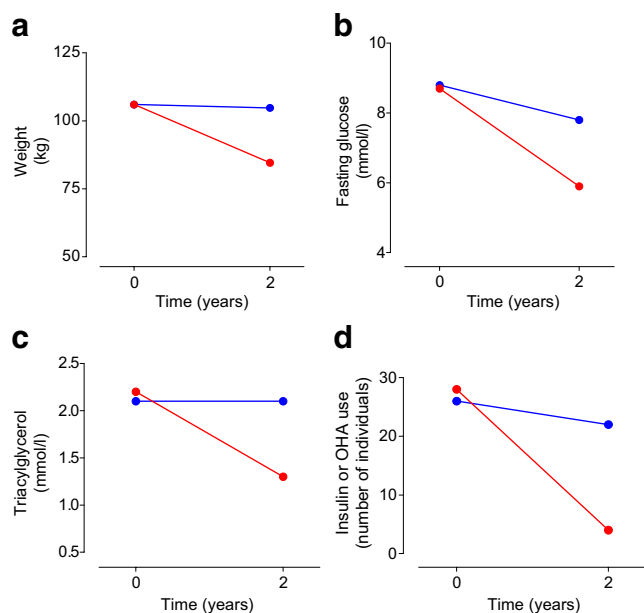 a
125
100
75
50
Weight
(kg)
0
2
Time (years)
b
10
8
6
4
Fasting glucose
(mmol/l)
0
2
Time (years)
c
2.5
2.0
1.5
1.0
0.5
Triacylglycerol
(mmol/l)
0
2
Time (years)
d
30
20
10
0
Insulin or OHA use
(number of individuals)
0
2
Time (years)